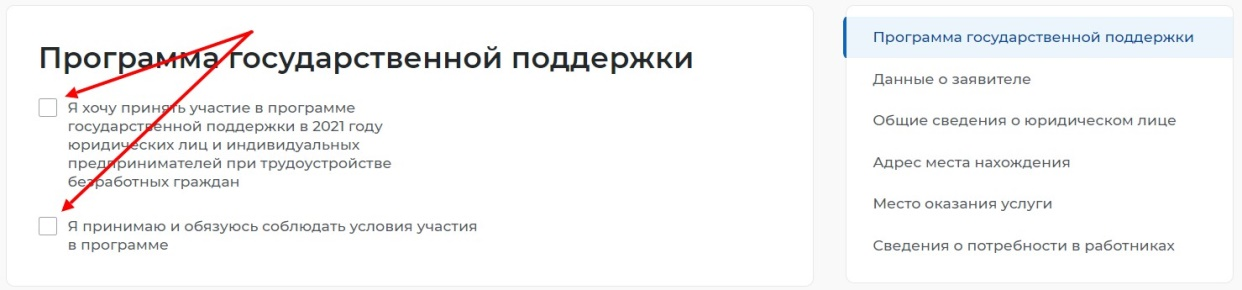 Программа государственной поддержки
Я хочу принять участие в программе
государственной поддержки в 2021 году
юридических лиц и индивидуальных
предпринимателей при трудоустройстве
безработных граждан
Я принимаю и обязуюсь соблюдать условия участия
в программе
Программа государственной поддержки
Данные о заявителе
Общие сведения о юридическом лице
Адрес места нахождения
Место оказания услуги
Сведения о потребности в работниках